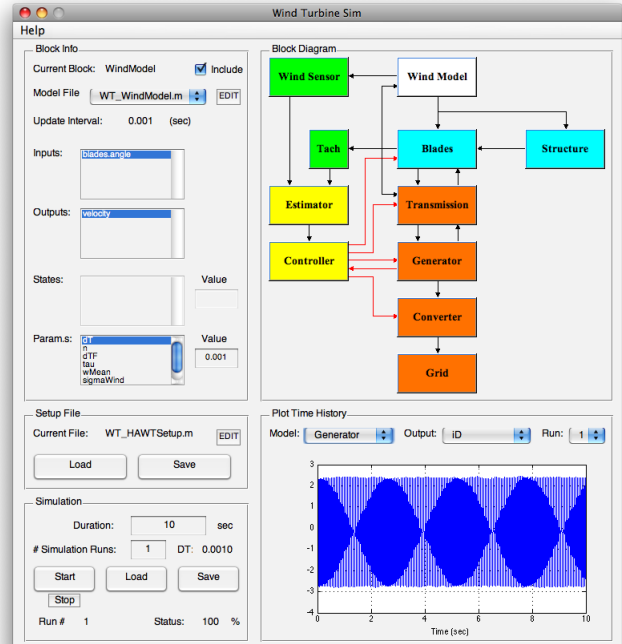 Wind Turbine Sim
Help
Block Info
Current Block: WindModel Include
Model File WT_WindModel.m EDIT
Update Interval: 0.001 (sec)
Inputs: blades.angle
Outputs: velocity
States: Value
Param.s: dT Value
n
dTF 0.001
tau
wMean
sigmaWind
Block Diagram
Wind Sensor Wind Model
Tach Blades Structure
Estimator Transmission
Controller Generator
Converter
Grid
Setup File
Current File: WT_HAWTSetup.m EDIT
Load Save
Simulation
Duration: 10 sec
# Simulation Runs: 1 DT: 0.0010
Start Load Save
Stop
Run # 1 Status: 100 %
Plot Time History
Model: Generator Output: iD Run: 1
3
2
1
0
-1
-2
-3
-4
0 2 4 6 8 10
Time (sec)